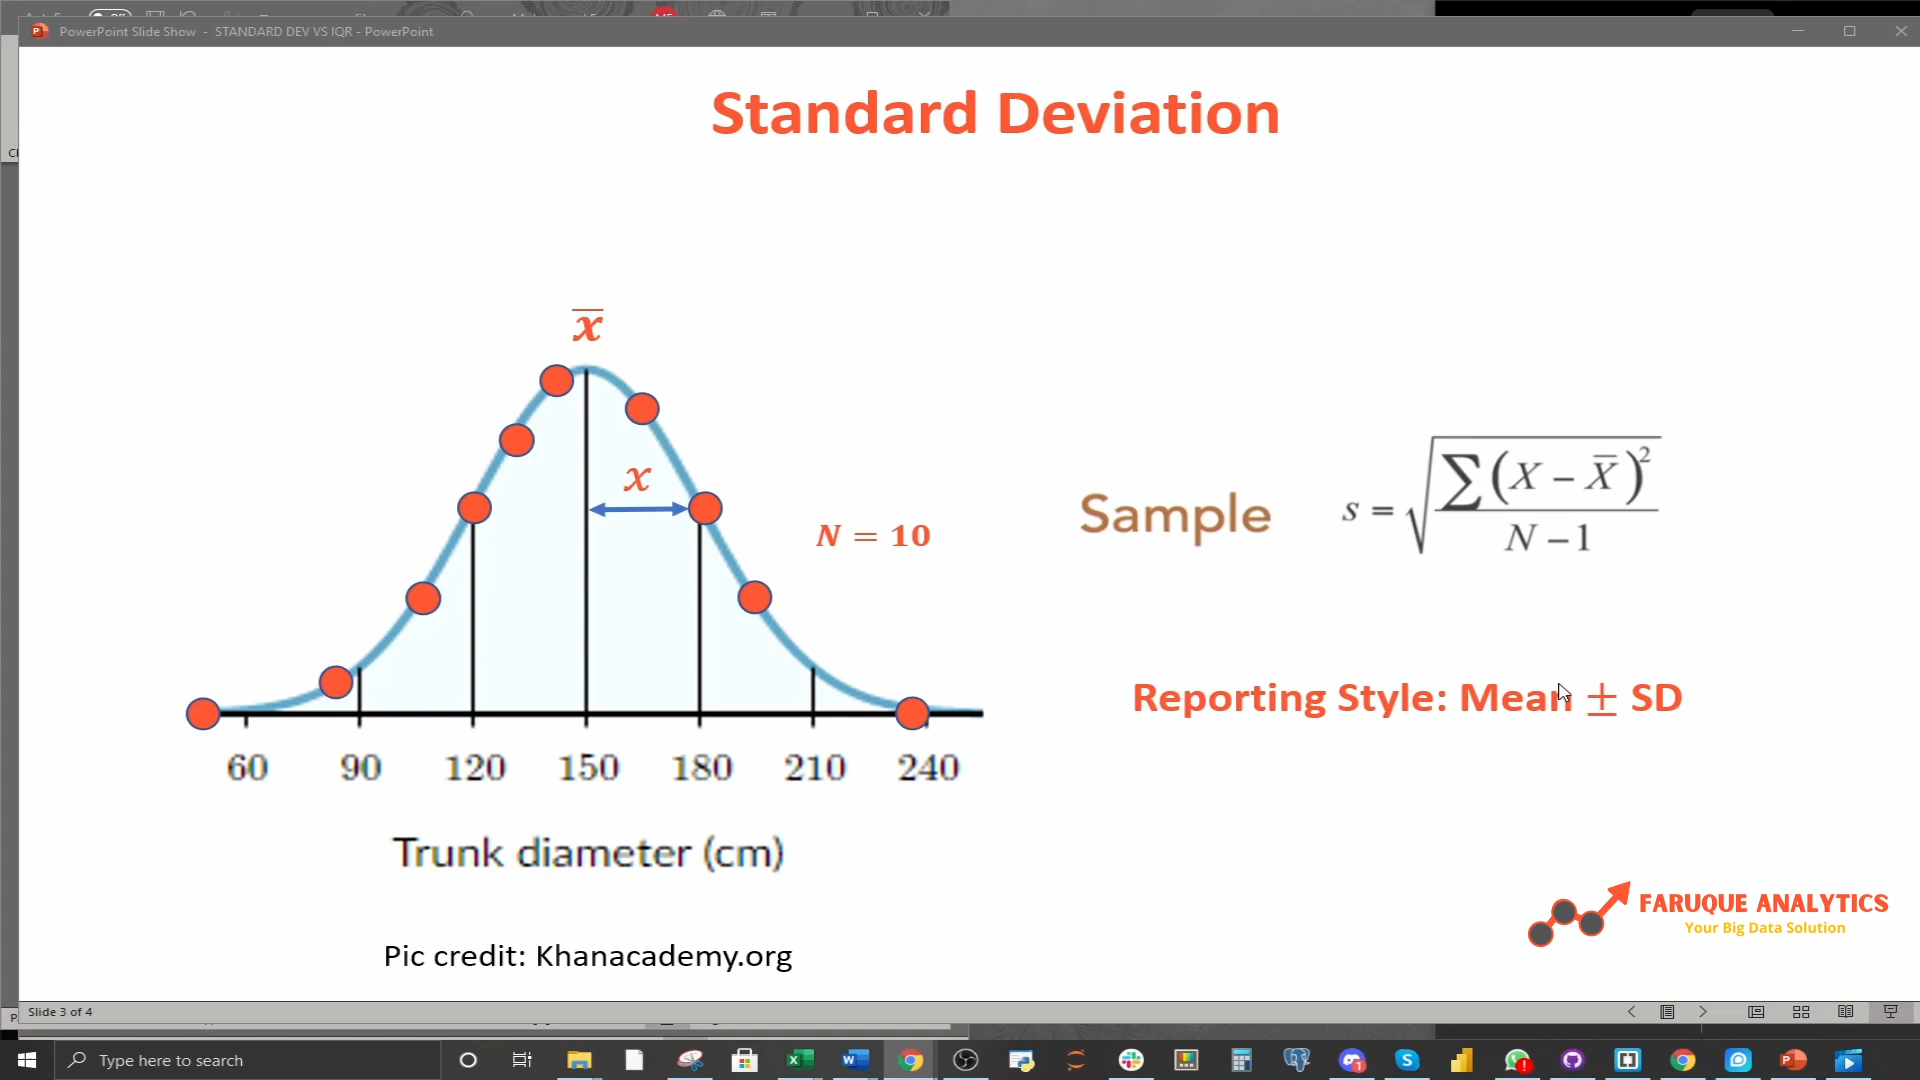 PowerPoint Slide Show - STANDARD DEV VS IQR - PowerPoint
Standard Deviation
x̅
x
N = 10
Sample
s = √(∑(X − X̅)² / (N − 1))
Reporting Style: Mean ± SD
60 90 120 150 180 210 240
Trunk diameter (cm)
Pic credit: Khanacademy.org
FARUQUE ANALYTICS
Your Big Data Solution
Slide 3 of 4
Type here to search